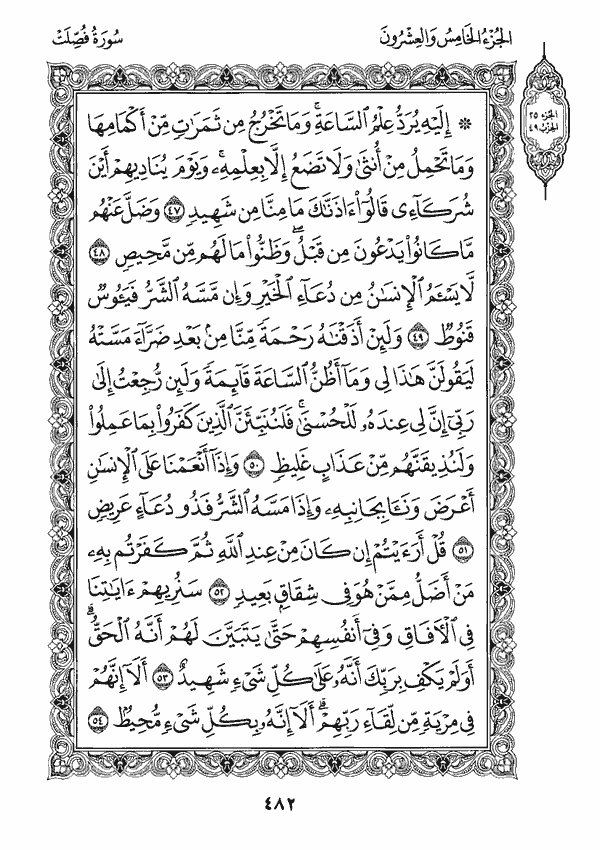 سُورَةُ فُصِّلَتْ
الجُزْءُ الخَامِسُ وَالعِشْرُونَ
الجزء ٢٥
الحزب ٤٩
۞ إِلَيْهِ يُرَدُّ عِلْمُ ٱلسَّاعَةِۚ وَمَا تَخْرُجُ مِن ثَمَرَٰتٍ مِّنْ أَكْمَامِهَا
وَمَا تَحْمِلُ مِنْ أُنثَىٰ وَلَا تَضَعُ إِلَّا بِعِلْمِهِۦۚ وَيَوْمَ يُنَادِيهِمْ أَيْنَ
شُرَكَآءِى قَالُوٓا۟ ءَاذَنَّٰكَ مَا مِنَّا مِن شَهِيدٍ ٤٧ وَضَلَّ عَنْهُم
مَّا كَانُوا۟ يَدْعُونَ مِن قَبْلُۖ وَظَنُّوا۟ مَا لَهُم مِّن مَّحِيصٍ ٤٨
لَّا يَسْـَٔمُ ٱلْإِنسَٰنُ مِن دُعَآءِ ٱلْخَيْرِ وَإِن مَّسَّهُ ٱلشَّرُّ فَيَـُٔوسٌ
قَنُوطٌ ٤٩ وَلَئِنْ أَذَقْنَٰهُ رَحْمَةً مِّنَّا مِنۢ بَعْدِ ضَرَّآءَ مَسَّتْهُ
لَيَقُولَنَّ هَٰذَا لِى وَمَآ أَظُنُّ ٱلسَّاعَةَ قَآئِمَةً وَلَئِن رُّجِعْتُ إِلَىٰ
رَبِّىٓ إِنَّ لِى عِندَهُۥ لَلْحُسْنَىٰۚ فَلَنُنَبِّئَنَّ ٱلَّذِينَ كَفَرُوا۟ بِمَا عَمِلُوا۟
وَلَنُذِيقَنَّهُم مِّنْ عَذَابٍ غَلِيظٍ ٥٠ وَإِذَآ أَنْعَمْنَا عَلَى ٱلْإِنسَٰنِ
أَعْرَضَ وَنَـَٔا بِجَانِبِهِۦ وَإِذَا مَسَّهُ ٱلشَّرُّ فَذُو دُعَآءٍ عَرِيضٍ
٥١ قُلْ أَرَءَيْتُمْ إِن كَانَ مِنْ عِندِ ٱللَّهِ ثُمَّ كَفَرْتُم بِهِۦ
مَنْ أَضَلُّ مِمَّنْ هُوَ فِى شِقَاقٍۭ بَعِيدٍ ٥٢ سَنُرِيهِمْ ءَايَٰتِنَا
فِى ٱلْءَافَاقِ وَفِىٓ أَنفُسِهِمْ حَتَّىٰ يَتَبَيَّنَ لَهُمْ أَنَّهُ ٱلْحَقُّۗ
أَوَلَمْ يَكْفِ بِرَبِّكَ أَنَّهُۥ عَلَىٰ كُلِّ شَىْءٍ شَهِيدٌ ٥٣ أَلَآ إِنَّهُمْ
فِى مِرْيَةٍ مِّن لِّقَآءِ رَبِّهِمْۗ أَلَآ إِنَّهُۥ بِكُلِّ شَىْءٍ مُّحِيطٌۢ ٥٤
٤٨٢